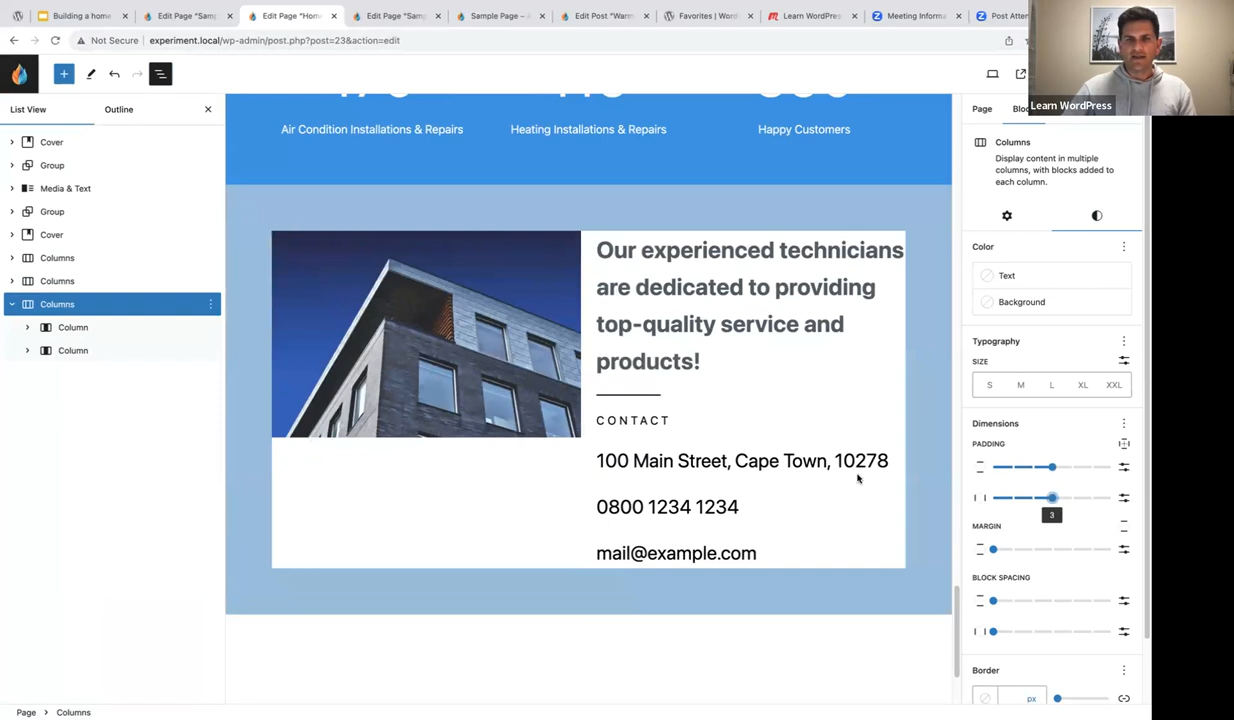 Building a home
Edit Page "Samp
Edit Page "Hom
Edit Page "Samp
Sample Page –
Edit Post "Warm
Favorites | Word
Learn WordPress
Meeting Informa
Post Atten
Not Secure
experiment.local/wp-admin/post.php?post=23&action=edit
Learn WordPress
List View
Outline
Page
Cover
Group
Media & Text
Group
Cover
Columns
Columns
Columns
Column
Column
Air Condition Installations & Repairs
Heating Installations & Repairs
Happy Customers
Our experienced technicians
are dedicated to providing
top-quality service and
products!
CONTACT
100 Main Street, Cape Town, 10278
0800 1234 1234
mail@example.com
Columns
Display content in multiple
columns, with blocks added to
each column.
Color
Text
Background
Typography
SIZE
S M L XL XXL
Dimensions
PADDING
3
MARGIN
BLOCK SPACING
Border
px
Page
Columns